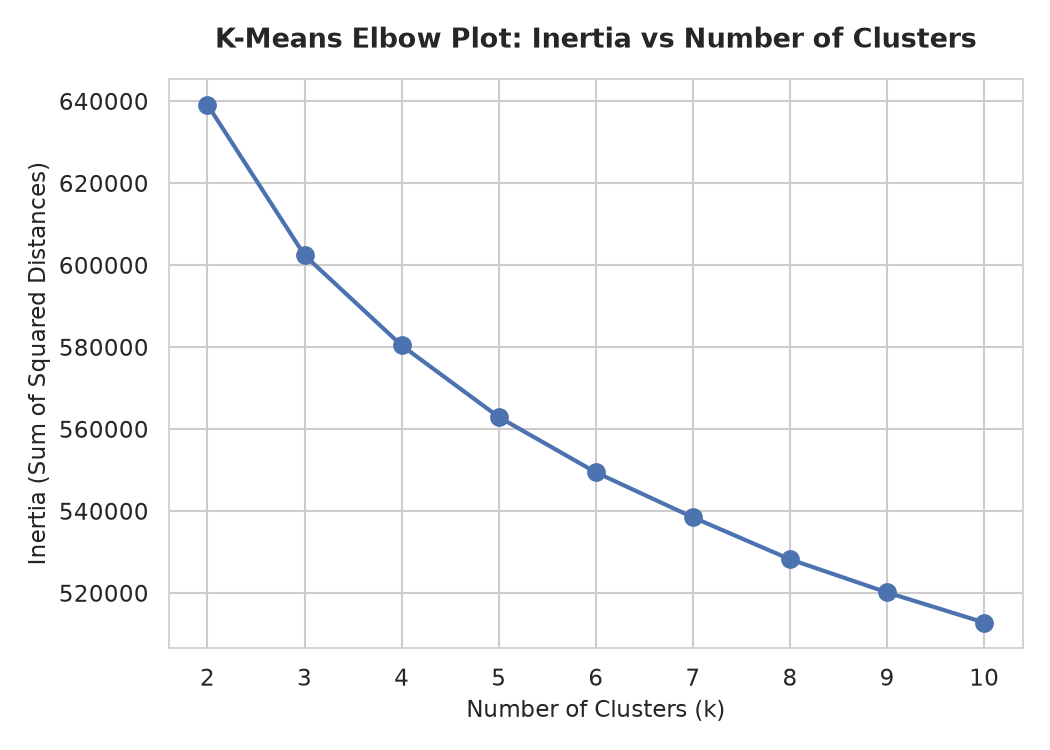 K-Means Elbow Plot: Inertia vs Number of Clusters
Inertia (Sum of Squared Distances)
640000
620000
600000
580000
560000
540000
520000
2 3 4 5 6 7 8 9 10
Number of Clusters (k)